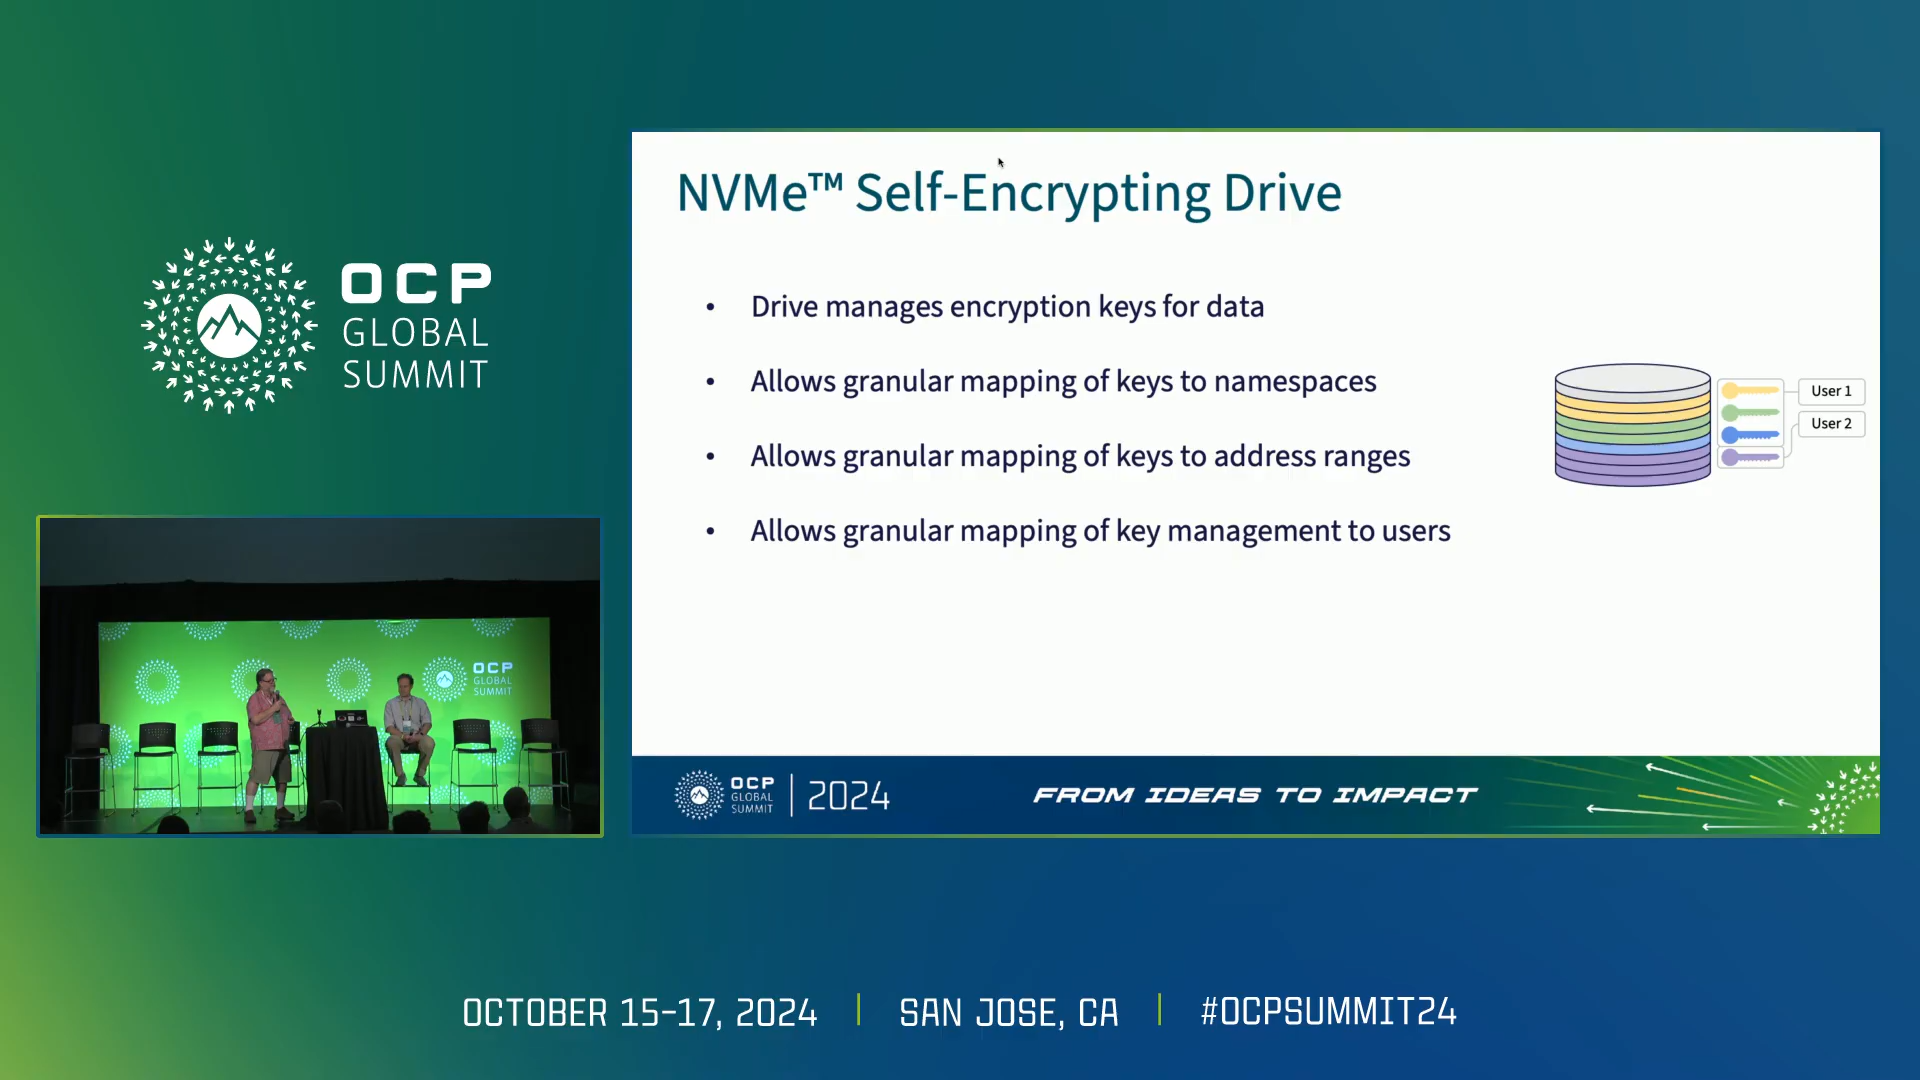 OCP
GLOBAL
SUMMIT
NVMe™ Self-Encrypting Drive
• Drive manages encryption keys for data
• Allows granular mapping of keys to namespaces
• Allows granular mapping of keys to address ranges
• Allows granular mapping of key management to users
User 1
User 2
OCP
GLOBAL
SUMMIT
OCP
GLOBAL
SUMMIT
2024
FROM IDEAS TO IMPACT
OCTOBER 15-17, 2024
SAN JOSE, CA
#OCPSUMMIT24